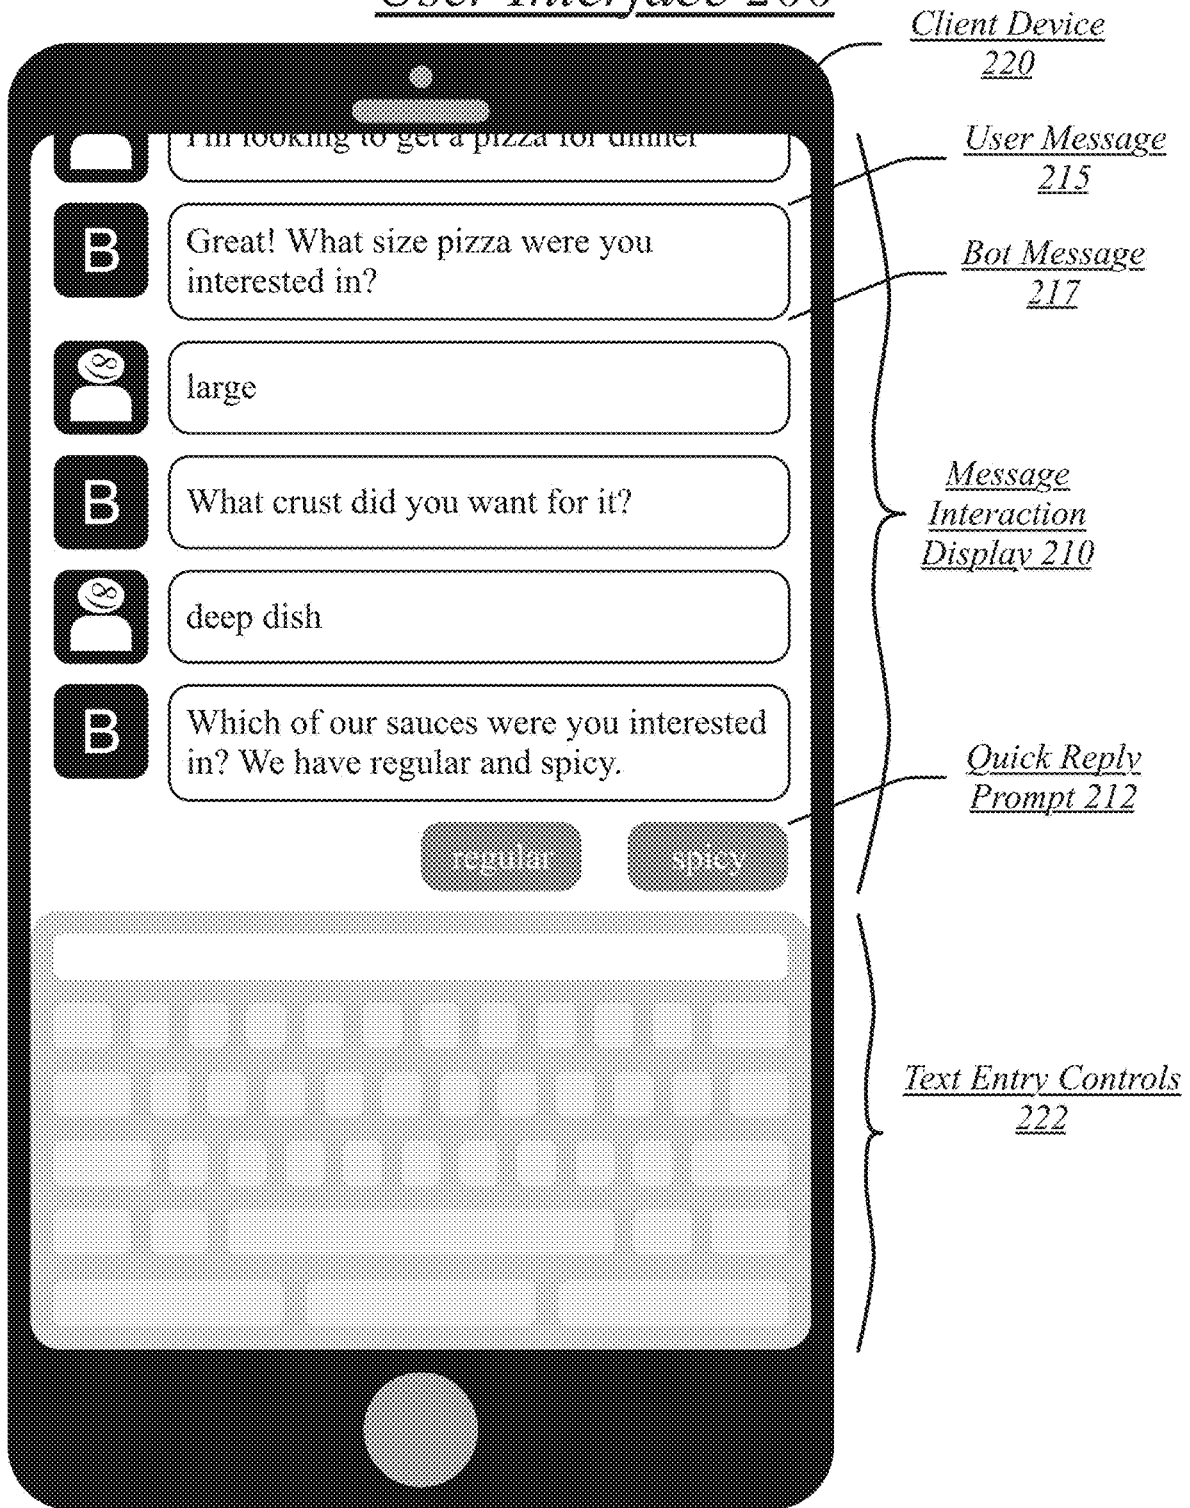 User Interface 200
Client Device
220
I'm looking to get a pizza for dinner
User Message
215
B
Great! What size pizza were you
interested in?
Bot Message
217
large
Message
Interaction
Display 210
B
What crust did you want for it?
deep dish
B
Which of our sauces were you interested
in? We have regular and spicy.
Quick Reply
Prompt 212
regular
spicy
Text Entry Controls
222